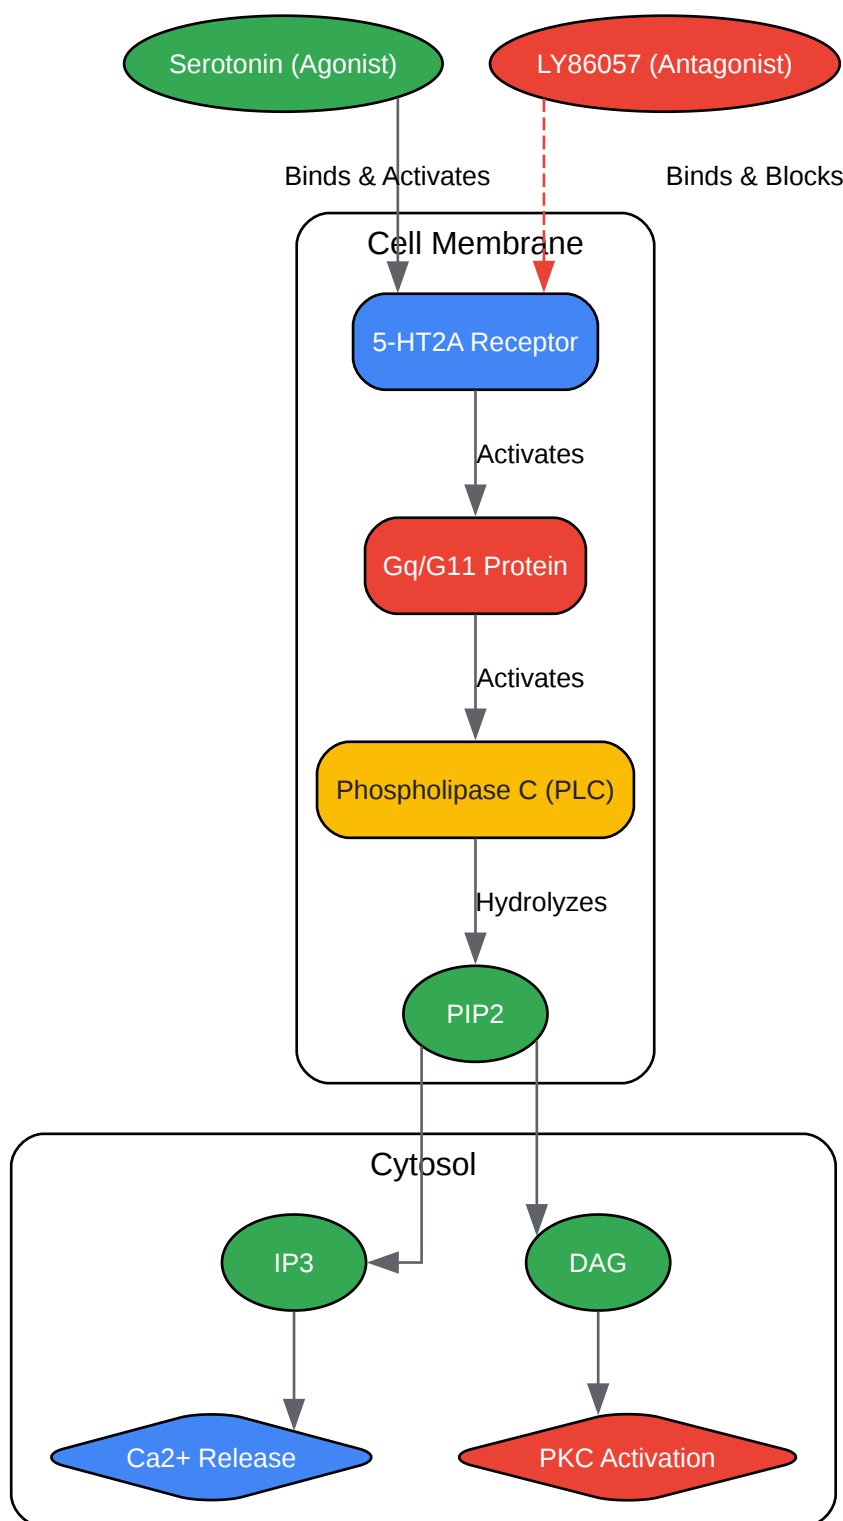 Serotonin (Agonist)
LY86057 (Antagonist)
Binds & Activates
Binds & Blocks
Cell Membrane
5-HT2A Receptor
Activates
Gq/G11 Protein
Activates
Phospholipase C (PLC)
Hydrolyzes
PIP2
Cytosol
IP3
DAG
Ca2+ Release
PKC Activation